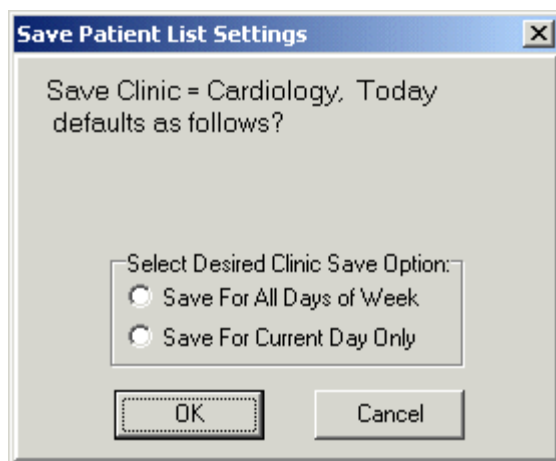 Save Patient List Settings
Save Clinic = Cardiology, Today
defaults as follows?
Select Desired Clinic Save Option:
Save For All Days of Week
Save For Current Day Only
OK
Cancel